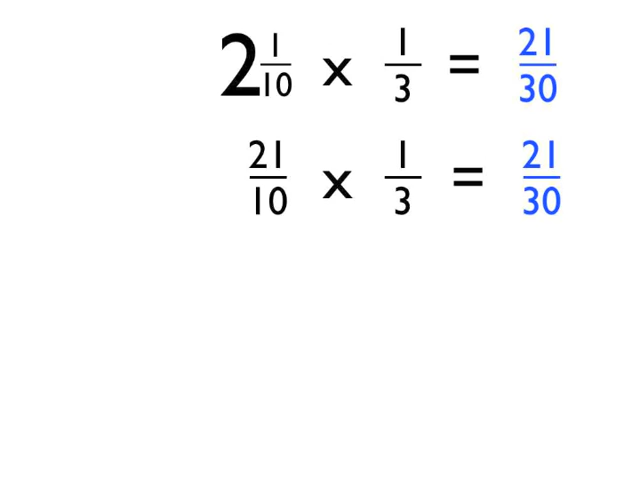 2 1/10 x 1/3 = 21/30
21/10 x 1/3 = 21/30